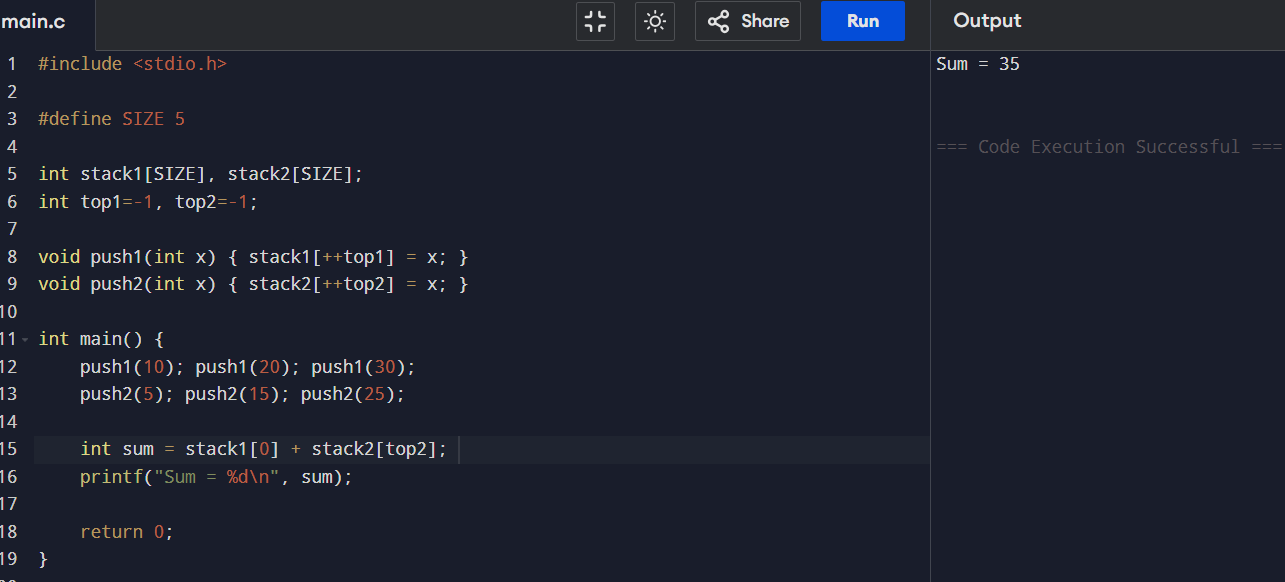 main.c
Share
Run
Output
1 #include <stdio.h>
2
3 #define SIZE 5
4
5 int stack1[SIZE], stack2[SIZE];
6 int top1=-1, top2=-1;
7
8 void push1(int x) { stack1[++top1] = x; }
9 void push2(int x) { stack2[++top2] = x; }
10
11 int main() {
12     push1(10); push1(20); push1(30);
13     push2(5); push2(15); push2(25);
14
15     int sum = stack1[0] + stack2[top2];
16     printf("Sum = %d\n", sum);
17
18     return 0;
19 }
Sum = 35
=== Code Execution Successful ===